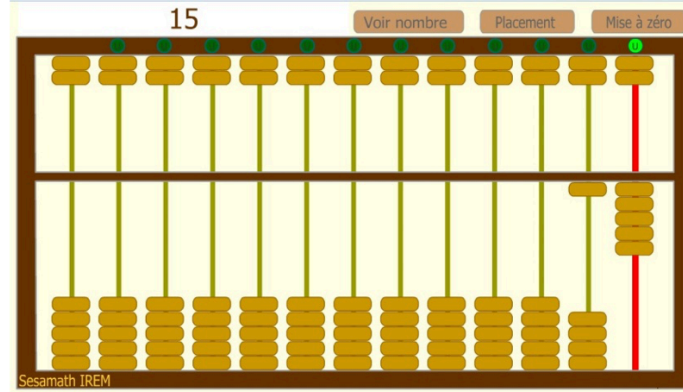 15
Voir nombre
Placement
Mise à zéro
U
Sesamath IREM